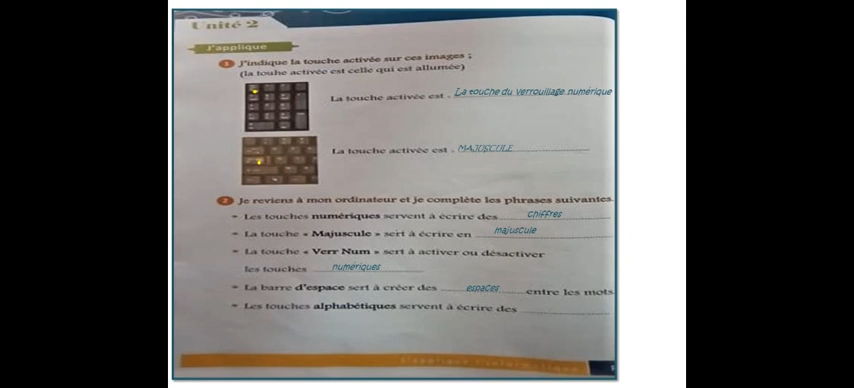 Unité 2
J'applique
1 J'indique la touche activée sur ces images :
(la touhe activée est celle qui est allumée)
La touche activée est . La touche du verrouillage numérique
La touche activée est . MAJUSCULE
2 Je reviens à mon ordinateur et je complète les phrases suivantes.
Les touches numériques servent à écrire des chiffres
La touche « Majuscule » sert à écrire en majuscule
La touche « Verr Num » sert à activer ou désactiver
les touches numériques
La barre d'espace sert à créer des espaces entre les mots
Les touches alphabétiques servent à écrire des
J'applique l'informatique